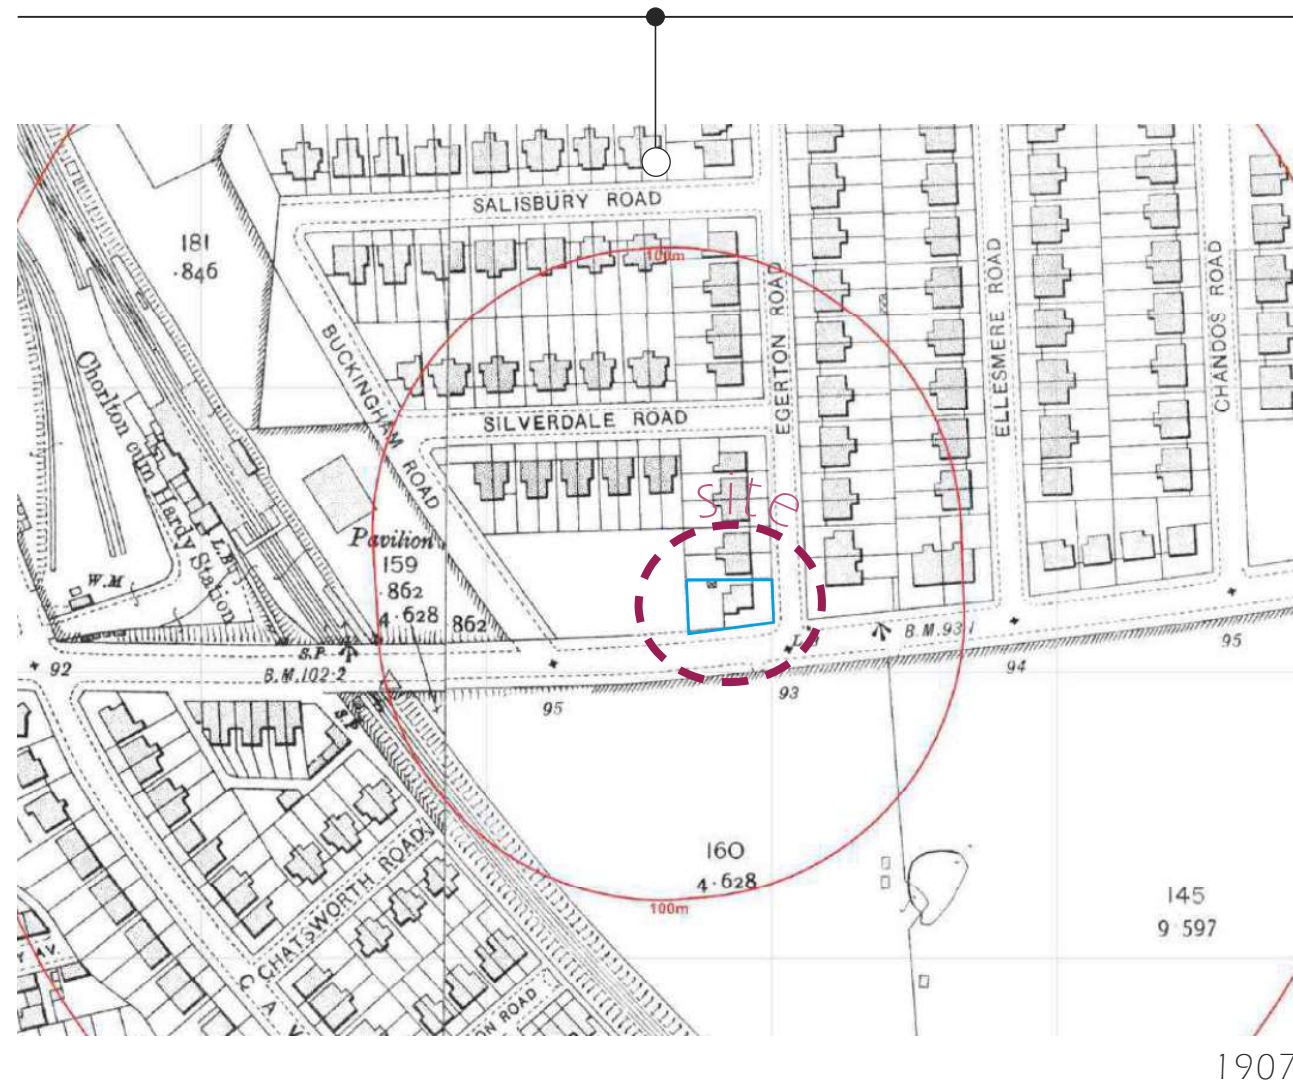 SALISBURY ROAD
181
·846
100m
BUCKINGHAM ROAD
EGERTON ROAD
ELLESMERE ROAD
CHANDOS ROAD
Chorlton cum Hardy Station
SILVERDALE ROAD
site
L.B
Pavilion
159
·862
4·628
862
W.M
S.P.
B.M.102·2
92
95
93
B.M.93·1
94
95
S.P
160
4·628
100m
145
9·597
CHATSWORTH ROAD
ROAD
AV.
1907